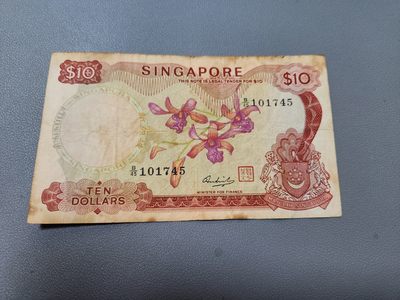 $10
SINGAPORE
THIS NOTE IS LEGAL TENDER FOR $10
$10
101745
101745
TEN
DOLLARS
MINISTER FOR FINANCE